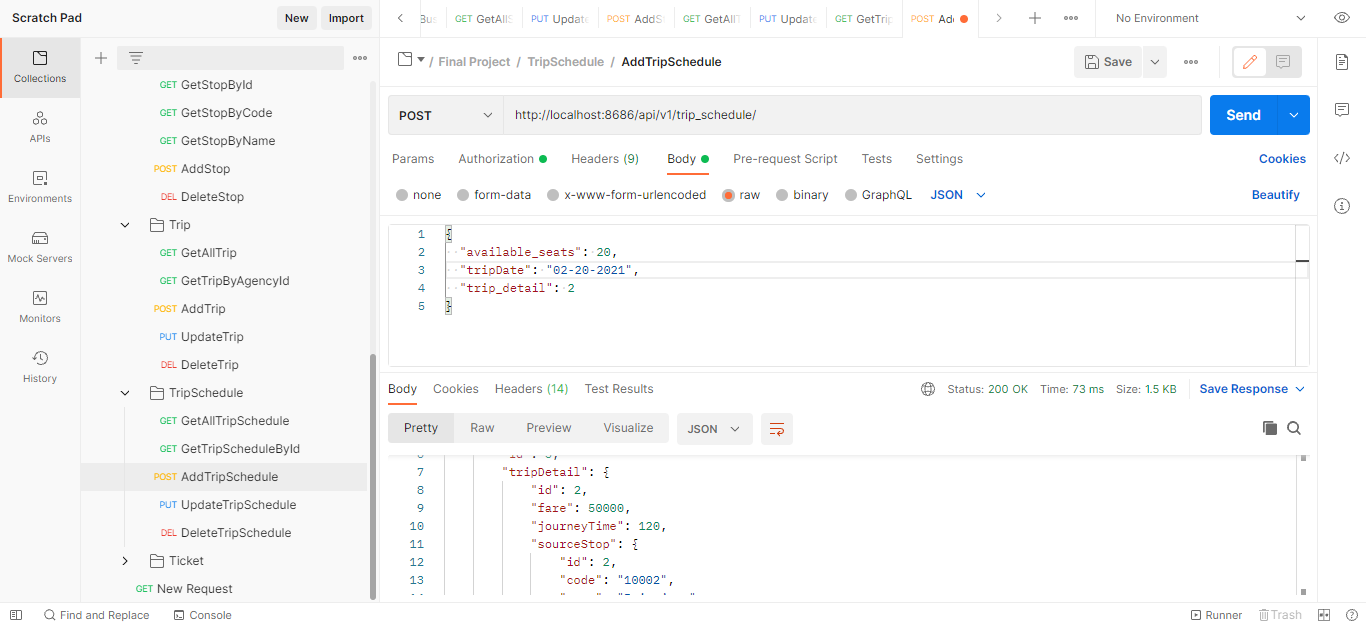 Scratch Pad
New
Import
GetAllS
PUT Update
POST AddS
GET GetAllT
PUT Update
GET GetTrip
POST Add
No Environment
Collections
APIs
Environments
Mock Servers
Monitors
History
GET GetStopById
GET GetStopByCode
GET GetStopByName
POST AddStop
DEL DeleteStop
Trip
GET GetAllTrip
GET GetTripByAgencyId
POST AddTrip
PUT UpdateTrip
DEL DeleteTrip
TripSchedule
GET GetAllTripSchedule
GET GetTripScheduleById
POST AddTripSchedule
PUT UpdateTripSchedule
DEL DeleteTripSchedule
Ticket
GET New Request
/ Final Project / TripSchedule / AddTripSchedule
Save
POST
http://localhost:8686/api/v1/trip_schedule/
Send
Params
Authorization
Headers (9)
Body
Pre-request Script
Tests
Settings
Cookies
none
form-data
x-www-form-urlencoded
raw
binary
GraphQL
JSON
Beautify
1 {
2 "available_seats": 20,
3 "tripDate": "02-20-2021",
4 "trip_detail": 2
5 }
Body
Cookies
Headers (14)
Test Results
Status: 200 OK
Time: 73 ms
Size: 1.5 KB
Save Response
Pretty
Raw
Preview
Visualize
JSON
7 "tripDetail": {
8 "id": 2,
9 "fare": 50000,
10 "journeyTime": 120,
11 "sourceStop": {
12 "id": 2,
13 "code": "10002",
Find and Replace
Console
Runner
Trash